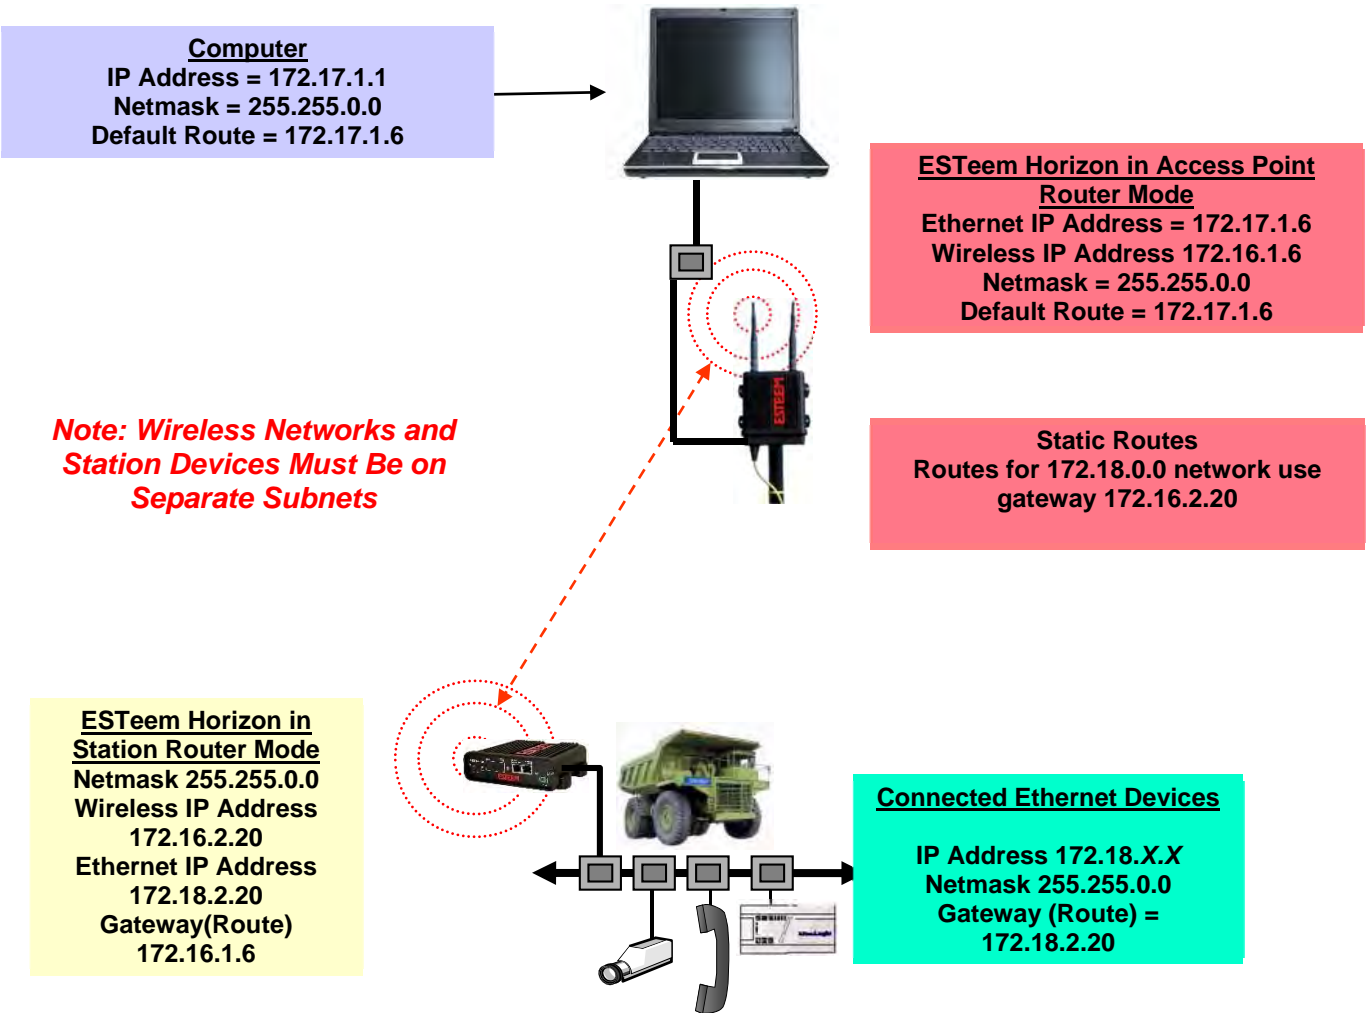 Computer
IP Address = 172.17.1.1
Netmask = 255.255.0.0
Default Route = 172.17.1.6
ESTeem Horizon in Access Point
Router Mode
Ethernet IP Address = 172.17.1.6
Wireless IP Address 172.16.1.6
Netmask = 255.255.0.0
Default Route = 172.17.1.6
ESTEEM
Note: Wireless Networks and
Station Devices Must Be on
Separate Subnets
Static Routes
Routes for 172.18.0.0 network use
gateway 172.16.2.20
ESTeem Horizon in
Station Router Mode
Netmask 255.255.0.0
Wireless IP Address
172.16.2.20
Ethernet IP Address
172.18.2.20
Gateway(Route)
172.16.1.6
ESTEEM
Connected Ethernet Devices
IP Address 172.18.X.X
Netmask 255.255.0.0
Gateway (Route) =
172.18.2.20